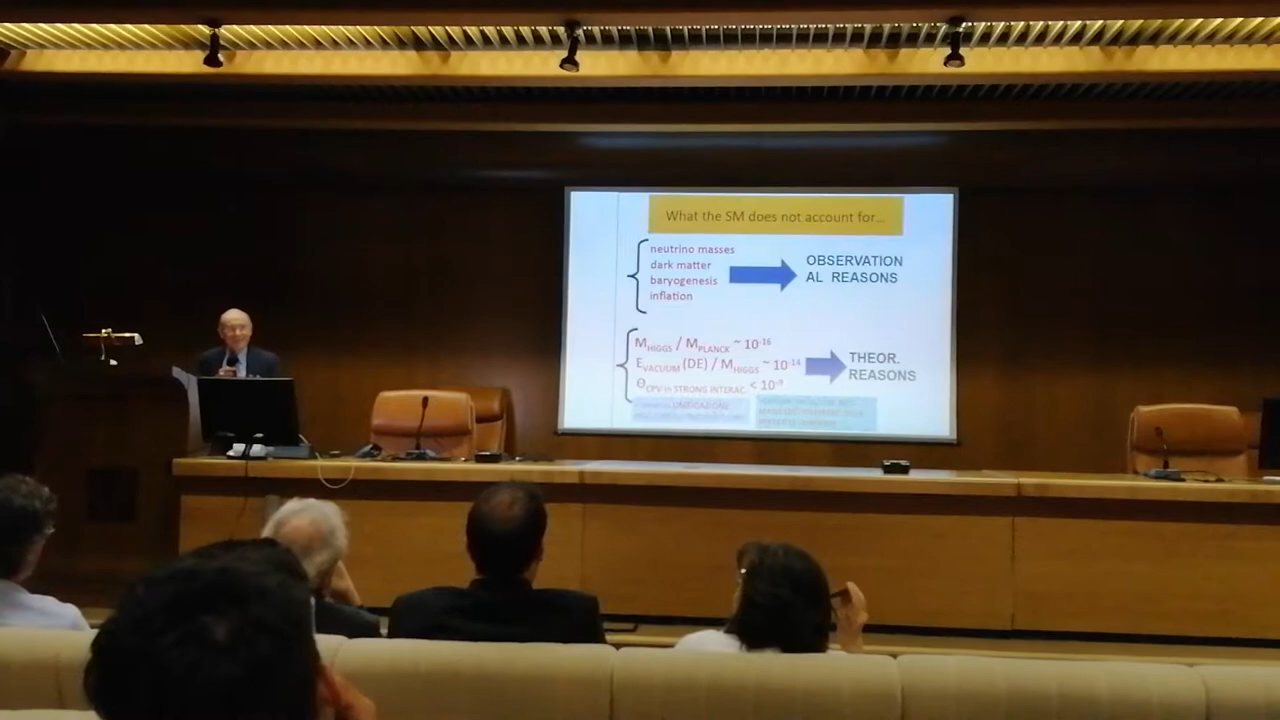 What the SM does not account for...
neutrino masses
dark matter
baryogenesis
inflation
OBSERVATION
AL REASONS
M_HIGGS / M_PLANCK ~ 10^-16
E_VACUUM (DE) / M_HIGGS ~ 10^-14
Θ_CPV in STRONG INTERAC. < 10^-9
THEOR.
REASONS
UNIFICAZIONE